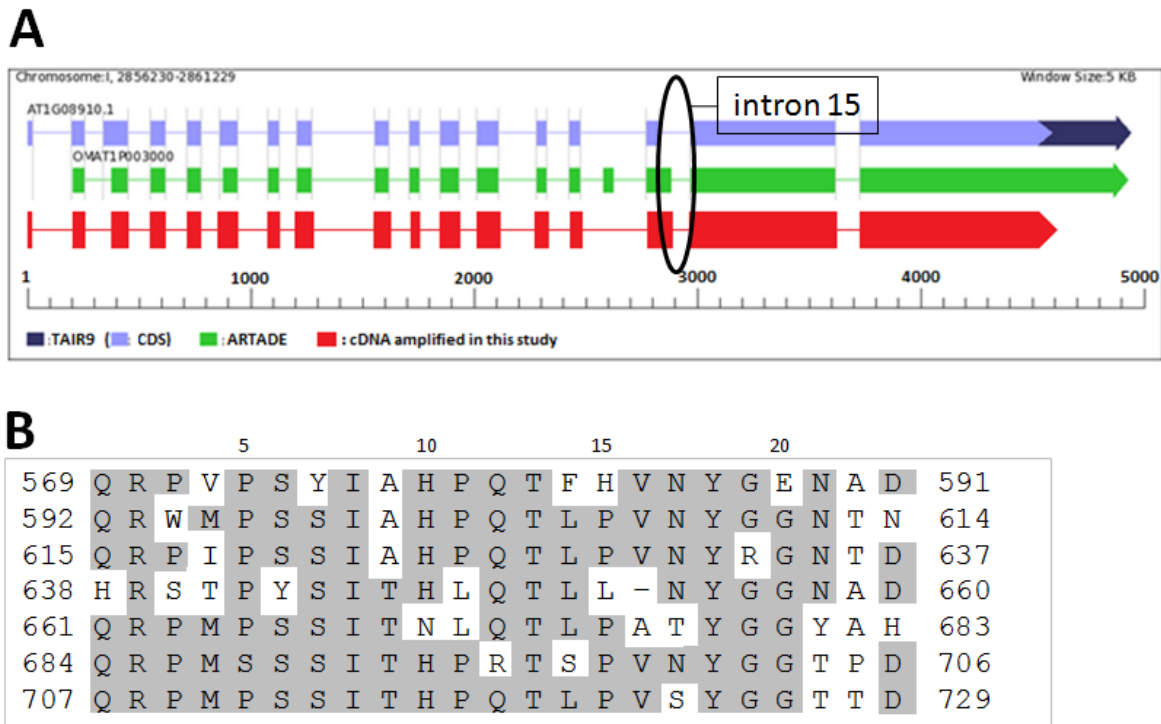 A
Chromosome:I, 2856230-2861229 Window Size:5 KB
AT1G08910.1
intron 15
OMAT1P003000
1 1000 2000 3000 4000 5000
:TAIR9 ( : CDS) :ARTADE : cDNA amplified in this study
B
5 10 15 20
569 Q R P V P S Y I A H P Q T F H V N Y G E N A D 591
592 Q R W M P S S I A H P Q T L P V N Y G G N T N 614
615 Q R P I P S S I A H P Q T L P V N Y R G N T D 637
638 H R S T P Y S I T H L Q T L L – N Y G G N A D 660
661 Q R P M P S S I T N L Q T L P A T Y G G Y A H 683
684 Q R P M S S S I T H P R T S P V N Y G G T P D 706
707 Q R P M P S S I T H P Q T L P V S Y G G T T D 729